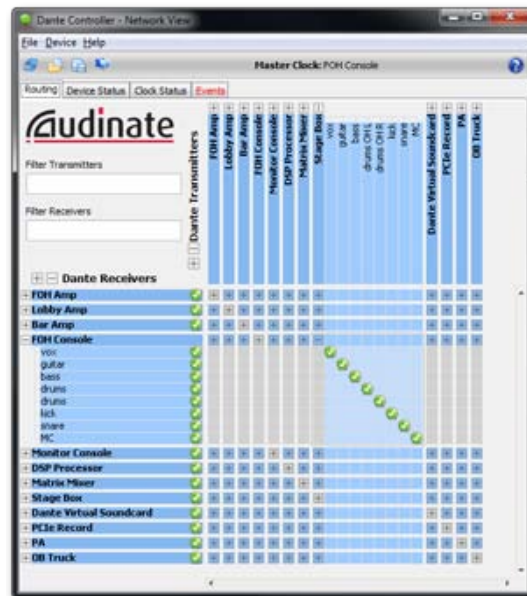 Dante Controller - Network View
File Device Help
Master Clock: FOH Console
Routing Device Status Clock Status Events
Audinate
Filter Transmitters
Filter Receivers
Dante Transmitters
FOH Amp
Lobby Amp
Bar Amp
FOH Console
Monitor Console
DSP Processor
Matrix Mixer
Stage Box
vox
guitar
bass
drums OH L
drums OH R
kick
snare
MC
Dante Virtual Soundcard
PCIe Record
PA
OB Truck
Dante Receivers
FOH Amp
Lobby Amp
Bar Amp
FOH Console
vox
guitar
bass
drums
drums
kick
snare
MC
Monitor Console
DSP Processor
Matrix Mixer
Stage Box
Dante Virtual Soundcard
PCIe Record
PA
OB Truck